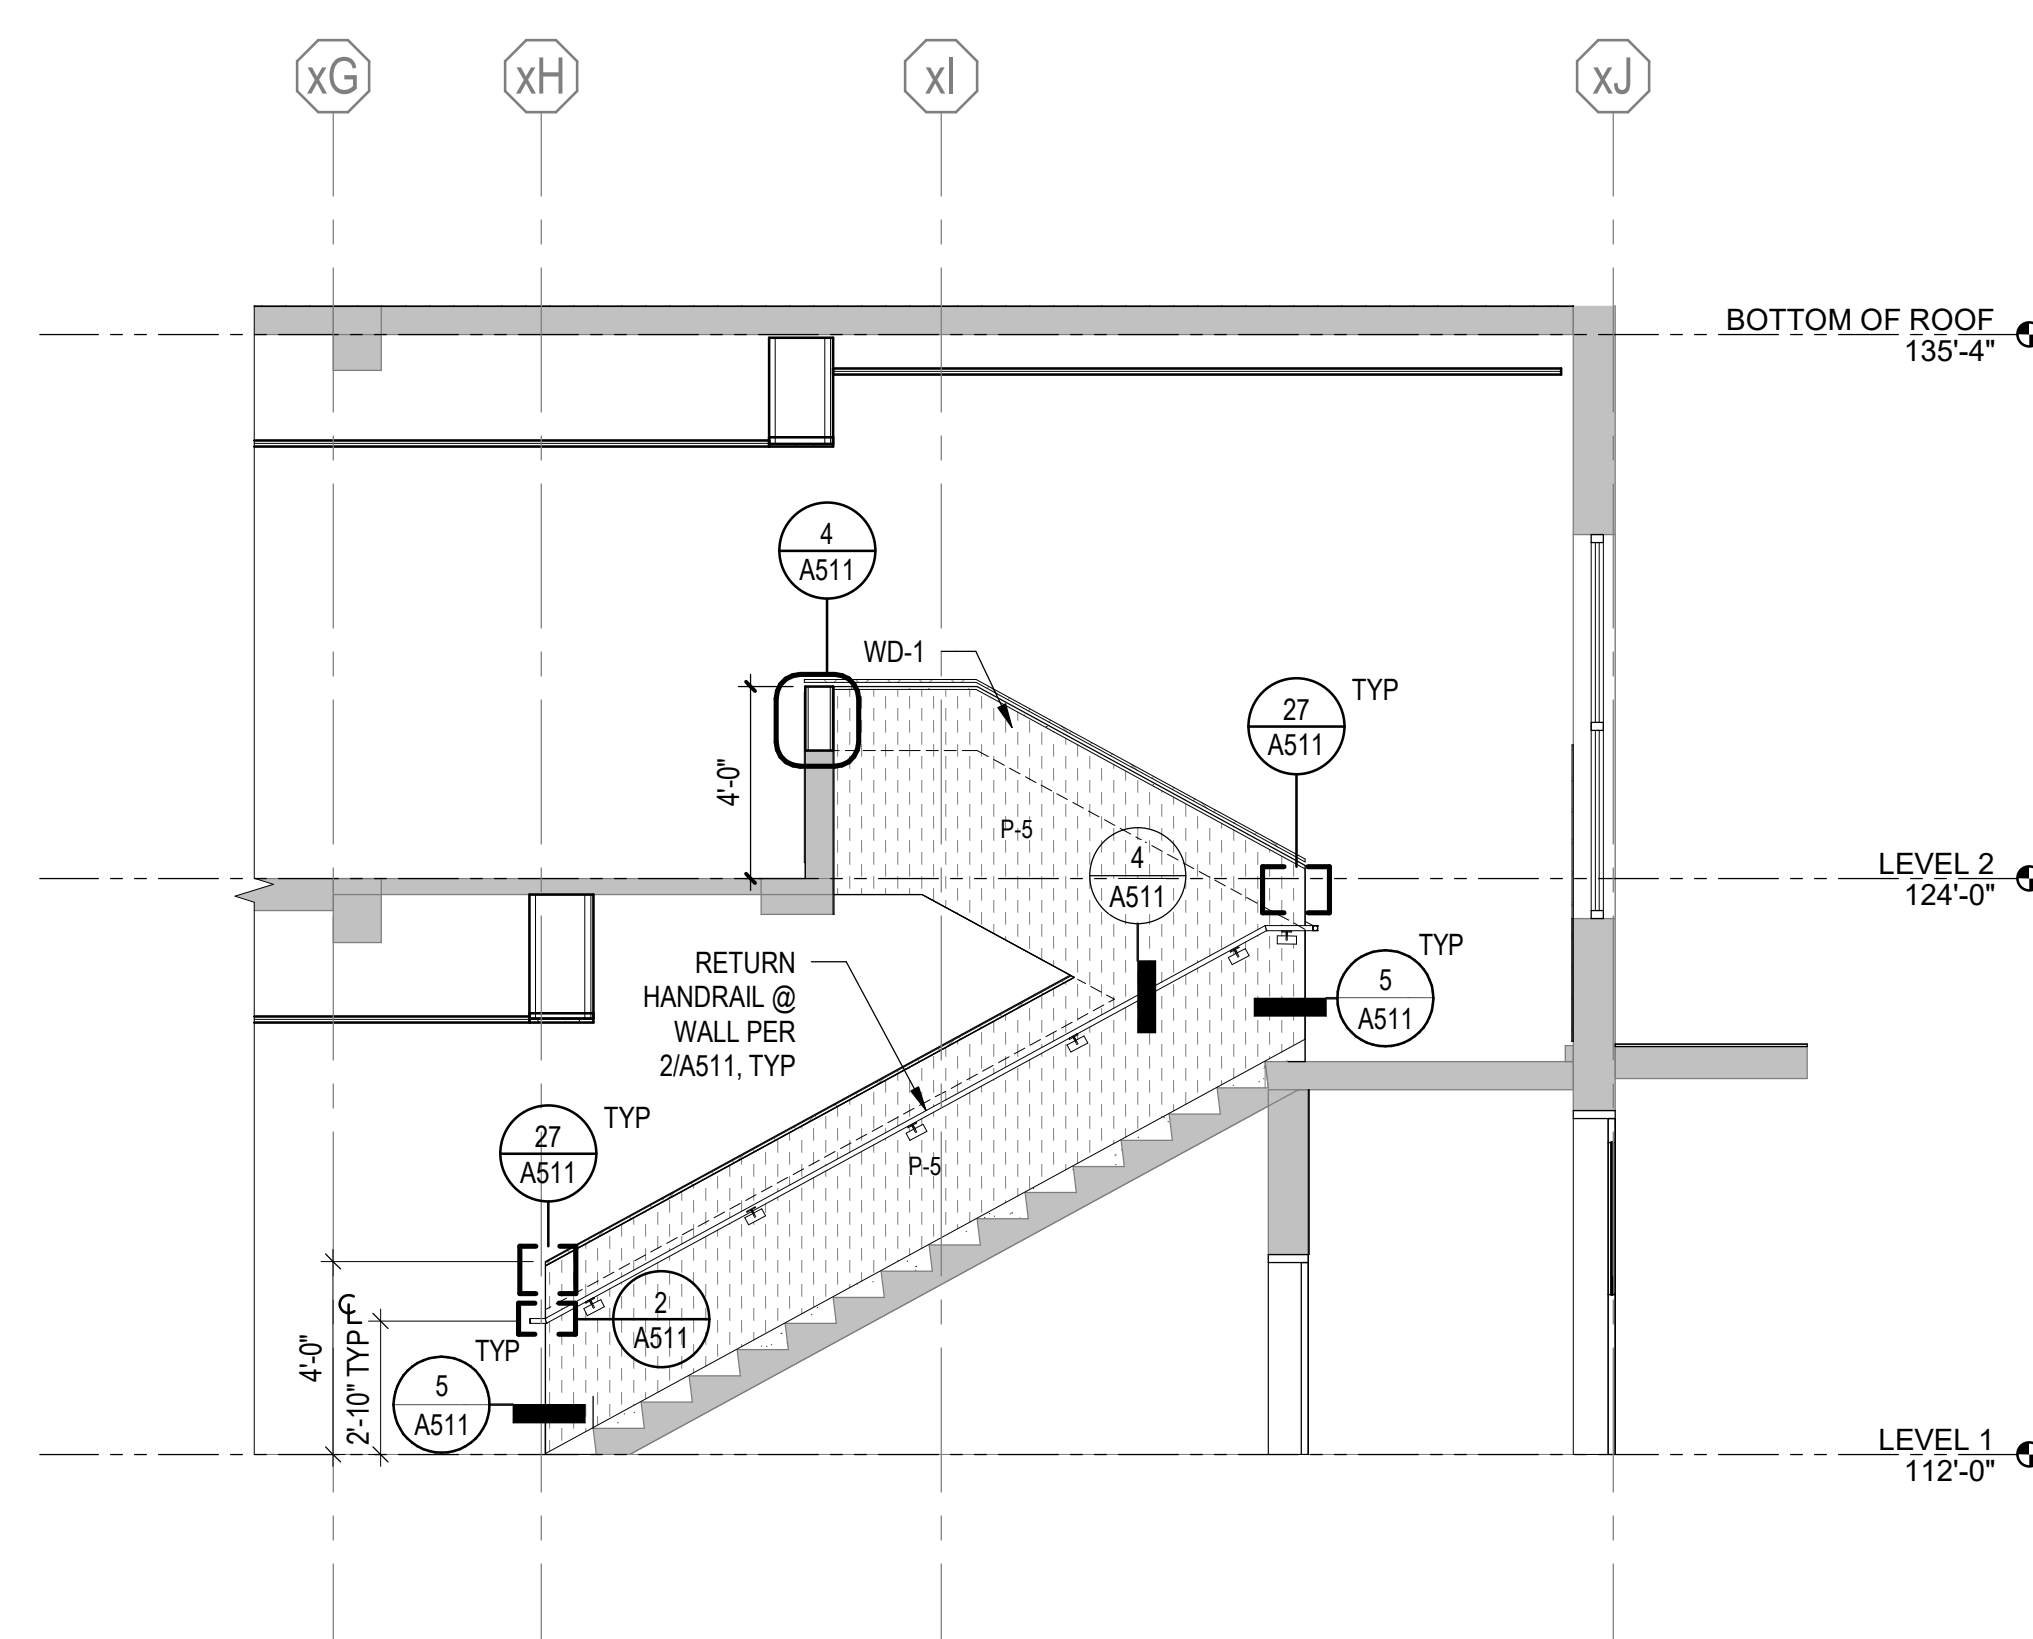 xG
xH
xI
xJ
BOTTOM OF ROOF
135'-4"
4
A511
WD-1
27
A511
TYP
4'-0"
P-5
4
A511
LEVEL 2
124'-0"
RETURN
HANDRAIL @
WALL PER
2/A511, TYP
TYP
5
A511
27
A511
TYP
P-5
2
A511
4'-0"
2'-10" TYP
℄
TYP
5
A511
LEVEL 1
112'-0"